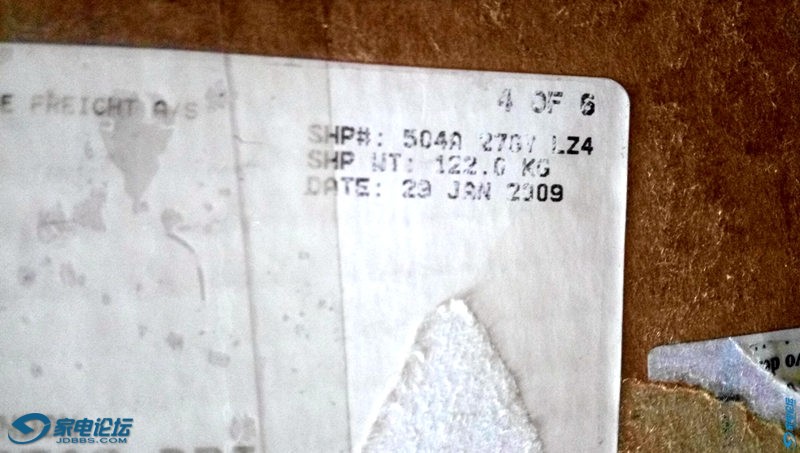 4 OF 6
E FREIGHT A/S
SHP#: 504A LZ4
SHP WT: 122.0 KG
DATE: 29 JAN 2009
家电论坛
JDBBS.COM